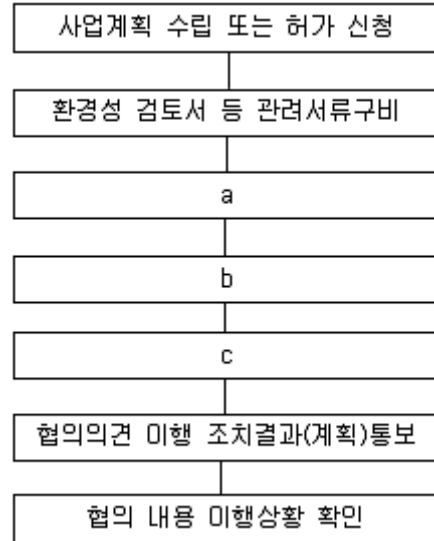 사업계획 수립 또는 허가 신청
환경성 검토서 등 관려서류구비
a
b
c
협의의견 이행 조치결과(계획)통보
협의 내용 이행상황 확인